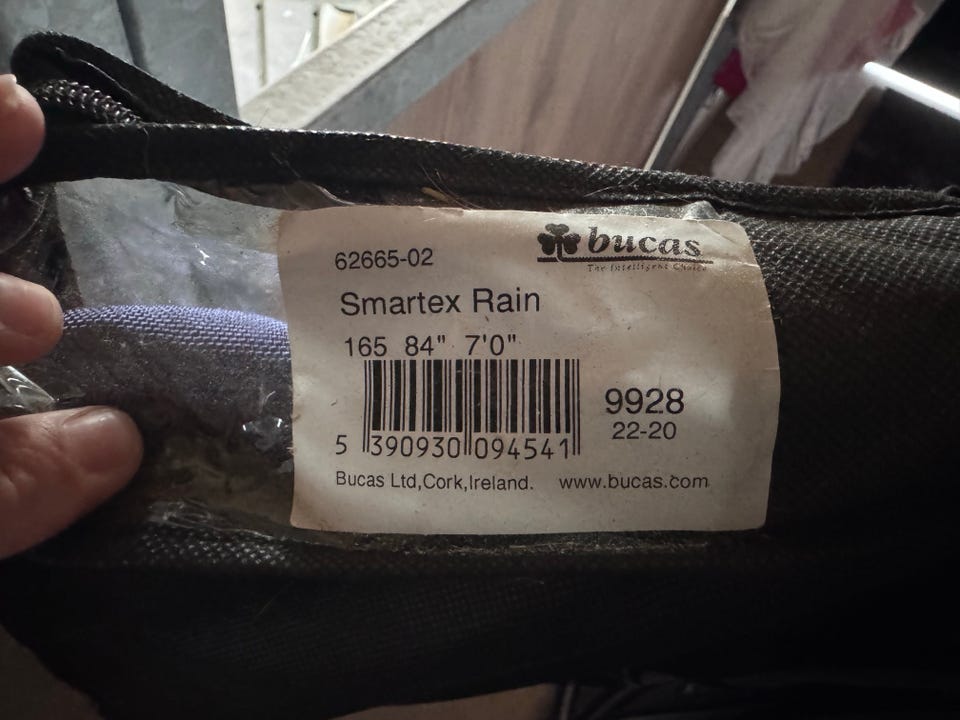 62665-02
bucas
The Intelligent Choice
Smartex Rain
165 84" 7'0"
9928
22-20
5 390930 094541
Bucas Ltd,Cork,Ireland. www.bucas.com